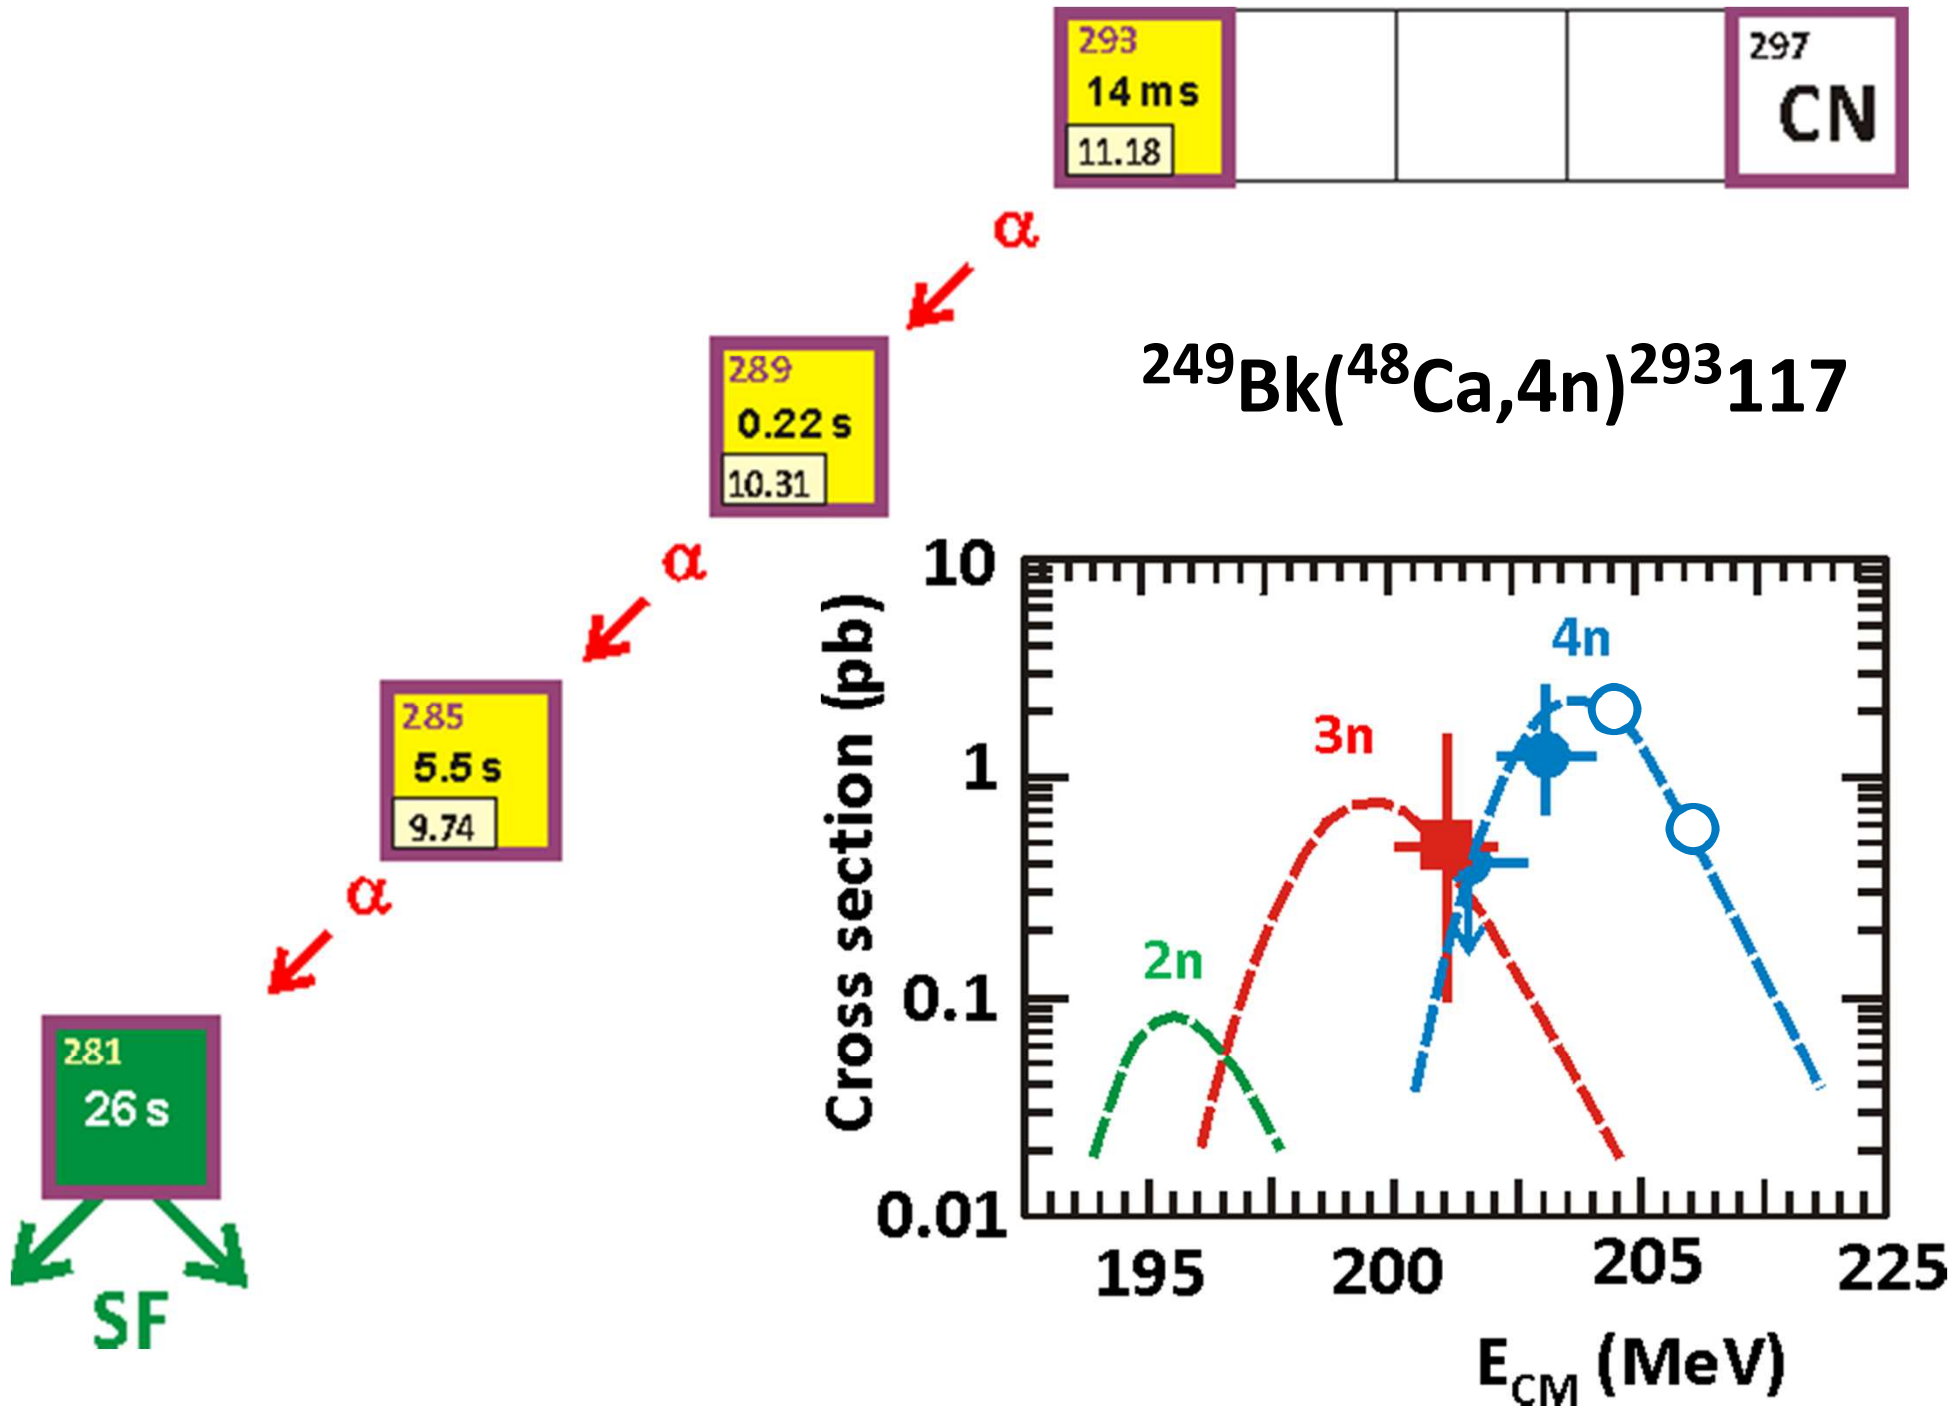 293
14 ms
11.18
297
CN
α
289
0.22 s
10.31
²⁴⁹Bk(⁴⁸Ca,4n)²⁹³117
α
285
5.5 s
9.74
α
281
26 s
SF
Cross section (pb)
10
1
0.1
0.01
4n
3n
2n
195 200 205 225
E_CM (MeV)